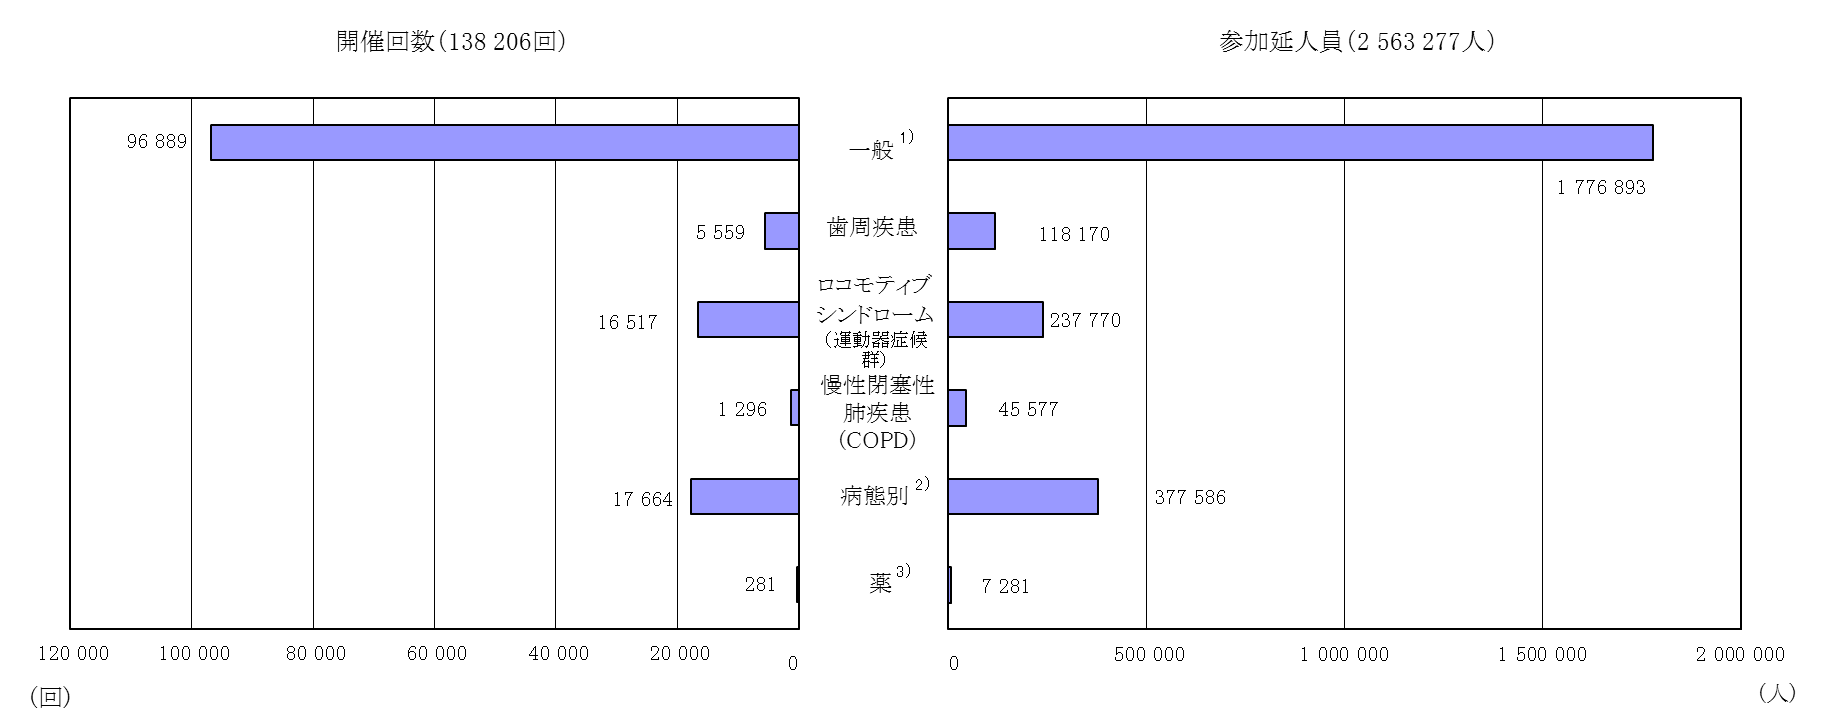 開催回数(138 206回)
参加延人員(2 563 277人)
96 889
一般 1)
1 776 893
5 559
歯周疾患
118 170
ロコモティブ
シンドローム
(運動器症候
群)
16 517
237 770
慢性閉塞性
肺疾患
(COPD)
1 296
45 577
17 664
病態別 2)
377 586
281
薬 3)
7 281
120 000 100 000 80 000 60 000 40 000 20 000 0
0 500 000 1 000 000 1 500 000 2 000 000
(回)
(人)